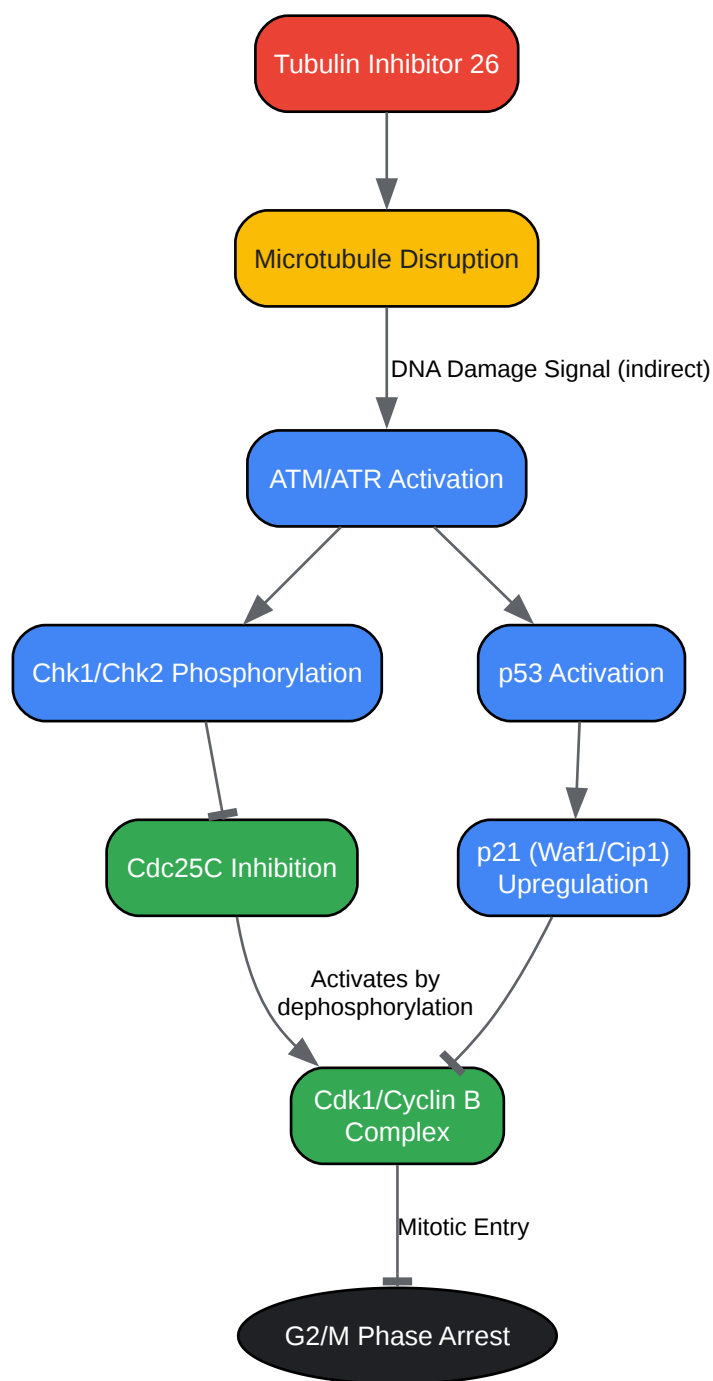 Tubulin Inhibitor 26
Microtubule Disruption
DNA Damage Signal (indirect)
ATM/ATR Activation
Chk1/Chk2 Phosphorylation
p53 Activation
Cdc25C Inhibition
p21 (Waf1/Cip1)
Upregulation
Activates by
dephosphorylation
Cdk1/Cyclin B
Complex
Mitotic Entry
G2/M Phase Arrest